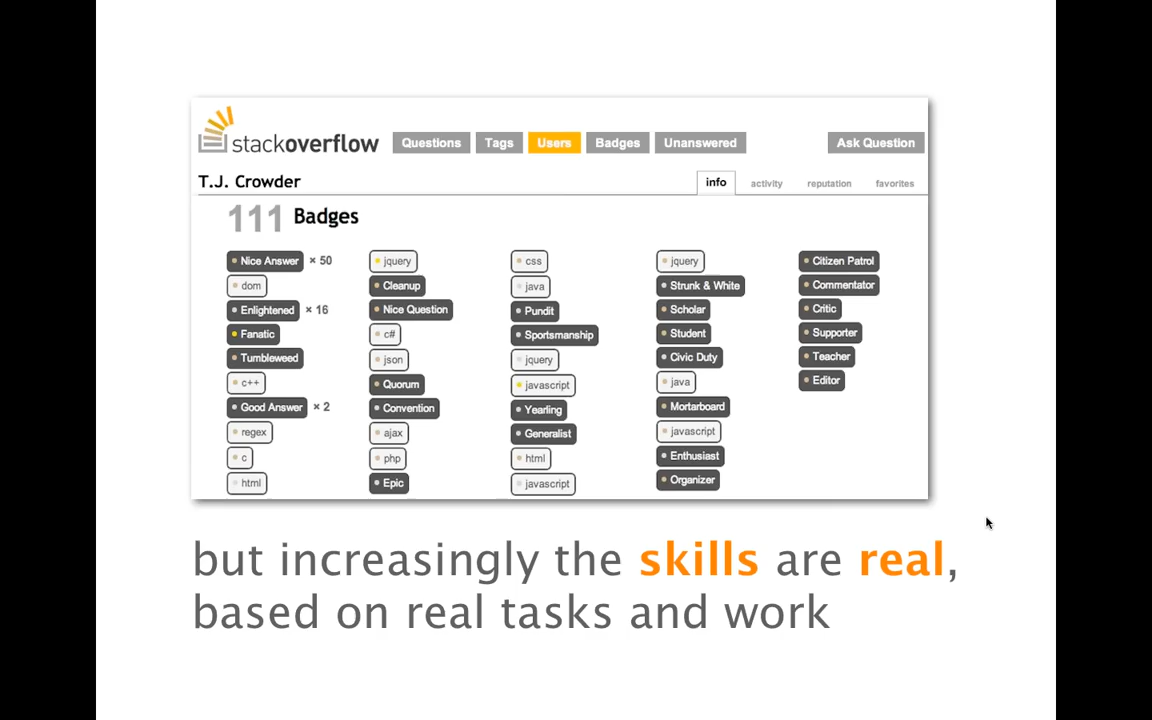 stackoverflow Questions Tags Users Badges Unanswered Ask Question
T.J. Crowder info activity reputation favorites
111 Badges
Nice Answer × 50 jquery css jquery Citizen Patrol
dom Cleanup java Strunk & White Commentator
Enlightened × 16 Nice Question Pundit Scholar Critic
Fanatic c# Sportsmanship Student Supporter
Tumbleweed json jquery Civic Duty Teacher
c++ Quorum javascript java Editor
Good Answer × 2 Convention Yearling Mortarboard
regex ajax Generalist javascript
c php html Enthusiast
html Epic javascript Organizer
but increasingly the skills are real,
based on real tasks and work